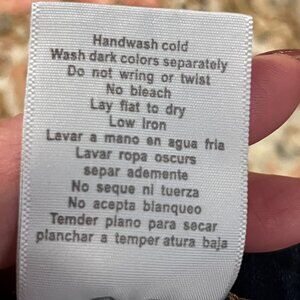 Handwash cold
Wash dark colors separately
Do not wring or twist
No bleach
Lay flat to dry
Low Iron
Lavar a mano en agua fria
Lavar ropa oscurs
separ ademente
No seque ni tuerza
No acepta blanqueo
Temder piano para secar
planchar a temper atura baja